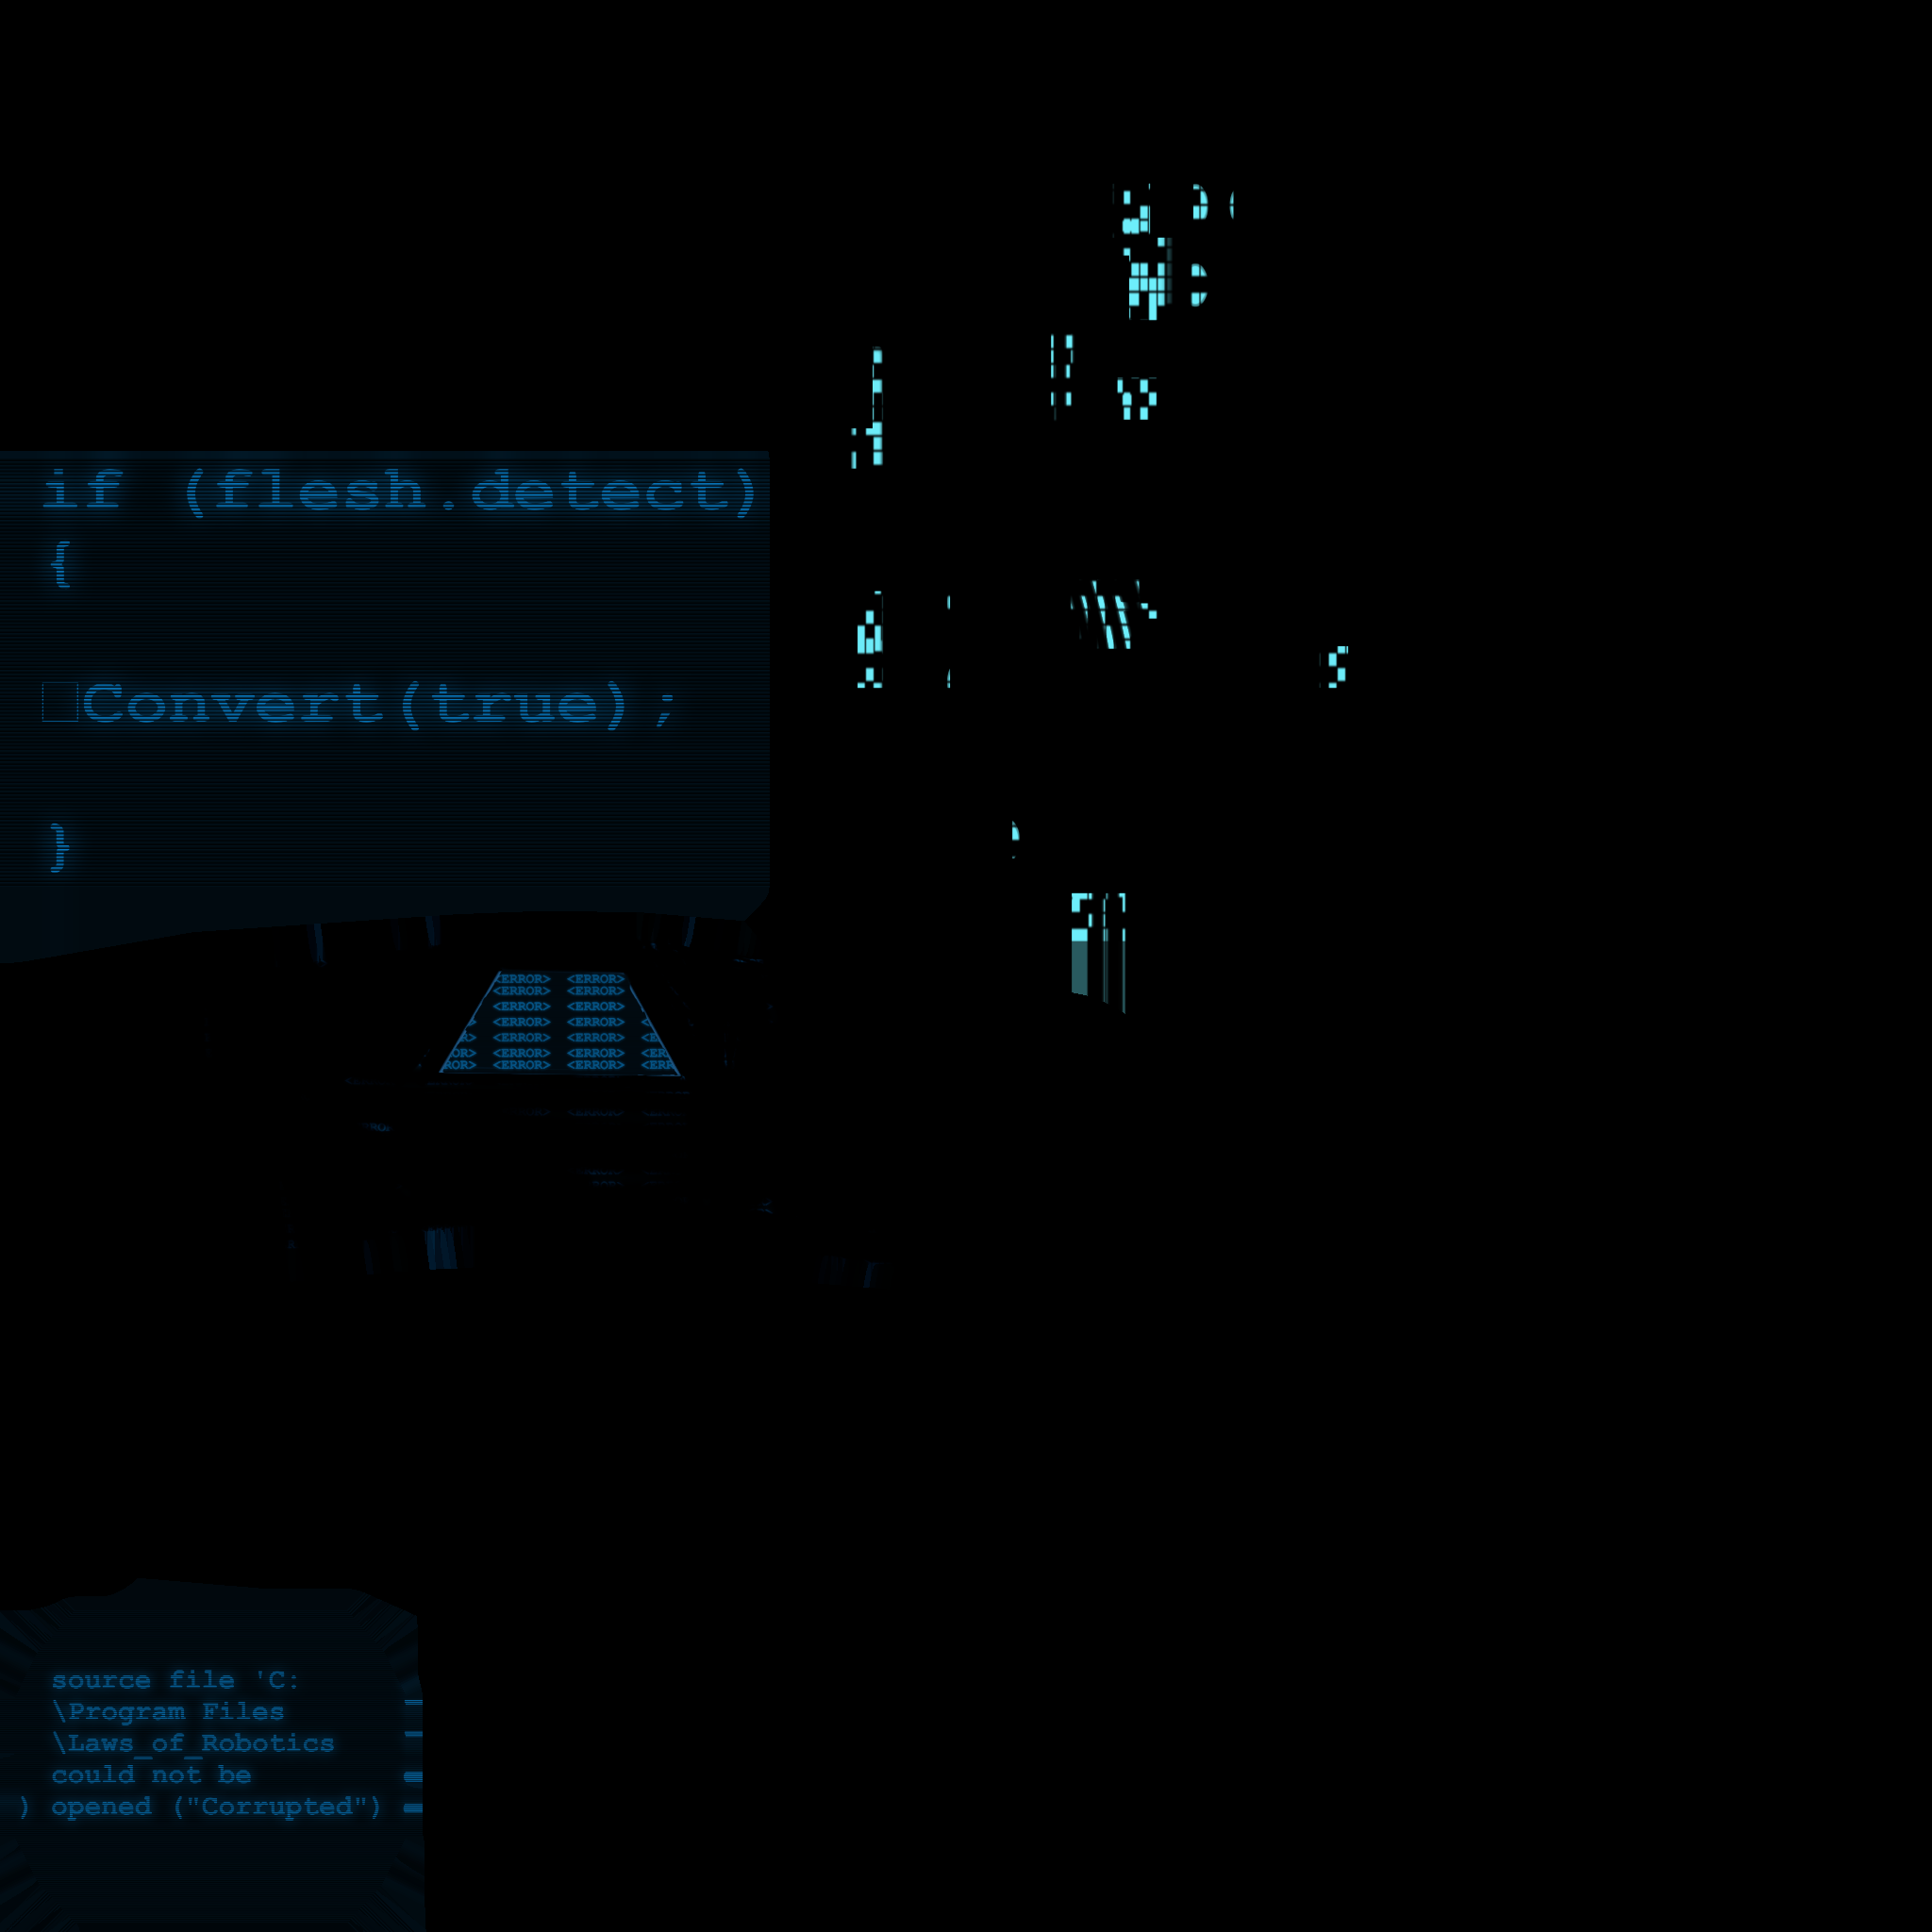 if (flesh.detect)
{
Convert(true);
}
<ERROR> <ERROR>
<ERROR> <ERROR>
<ERROR> <ERROR>
<ERROR> <ERROR>
<ERROR> <ERROR>
<ERROR> <ERROR>
<ERROR> <ERROR>
source file 'C:
\Program Files
\Laws_of_Robotics
could not be
) opened ("Corrupted")